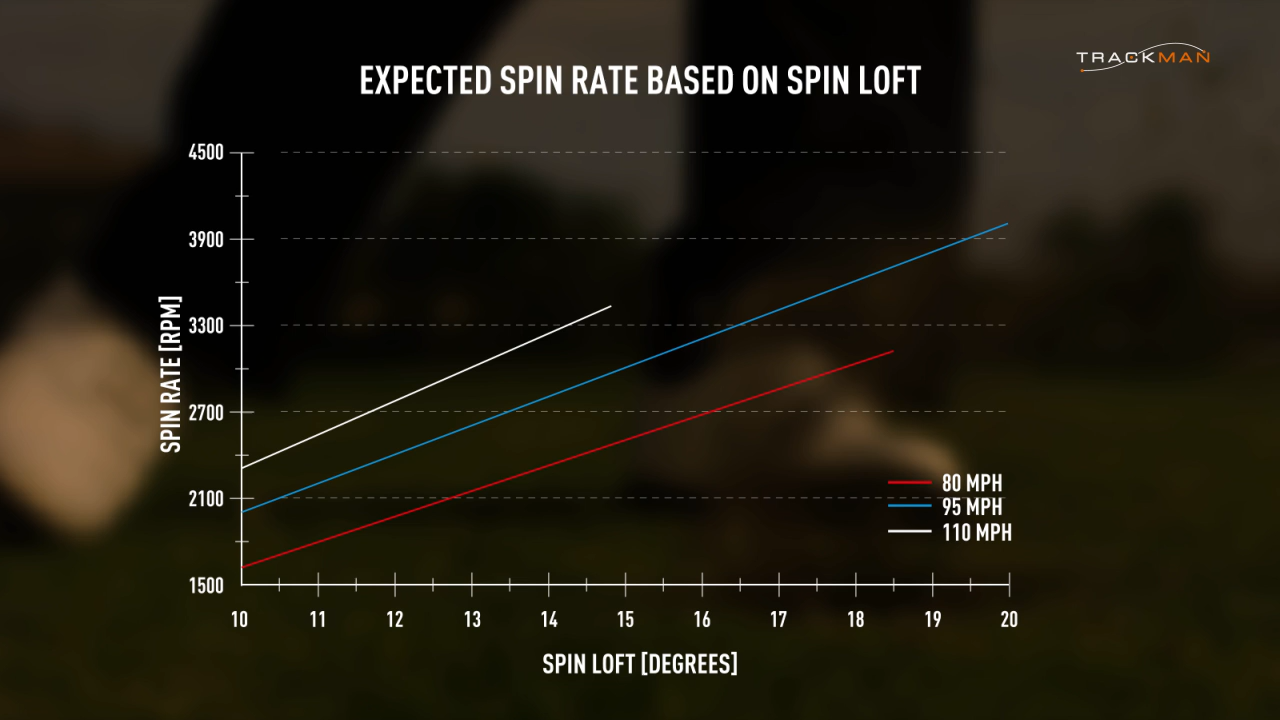 TRACKMAN
EXPECTED SPIN RATE BASED ON SPIN LOFT
4500
3900
3300
2700
2100
1500
SPIN RATE [RPM]
80 MPH
95 MPH
110 MPH
10 11 12 13 14 15 16 17 18 19 20
SPIN LOFT [DEGREES]